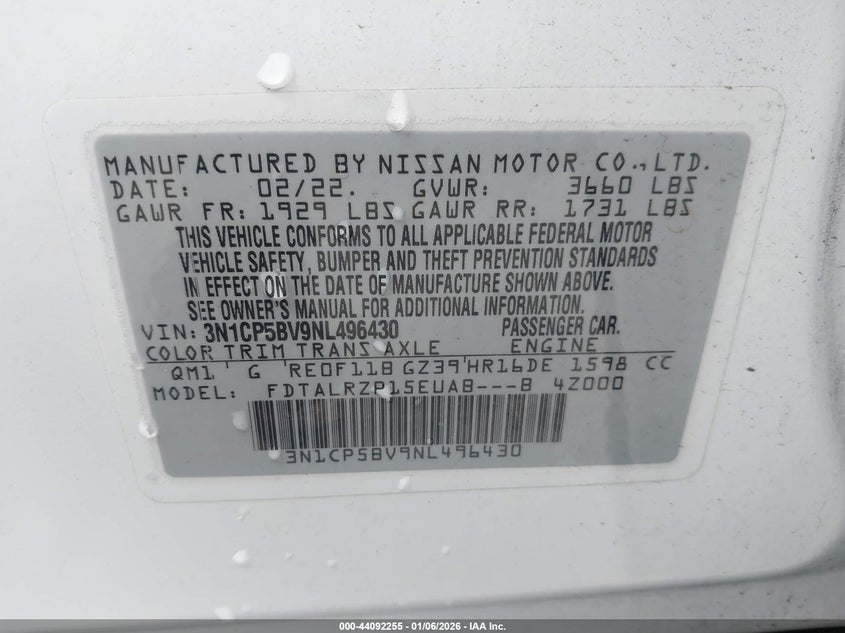 MANUFACTURED BY NISSAN MOTOR CO., LTD.
DATE: 02/22. GVWR: 3660 LBS
GAWR FR: 1929 LBS GAWR RR: 1731 LBS
THIS VEHICLE CONFORMS TO ALL APPLICABLE FEDERAL MOTOR
VEHICLE SAFETY, BUMPER AND THEFT PREVENTION STANDARDS
IN EFFECT ON THE DATE OF MANUFACTURE SHOWN ABOVE.
SEE OWNER'S MANUAL FOR ADDITIONAL INFORMATION.
VIN: 3N1CP5BV9NL496430 PASSENGER CAR.
COLOR TRIM TRANS AXLE ENGINE
QM1 G RE0F11B GZ39 HR16DE 1598 CC
MODEL: FDTALRZP15EUAB---B 4Z000
3N1CP5BV9NL496430
000-44092255 - 01/06/2026 - IAA Inc.